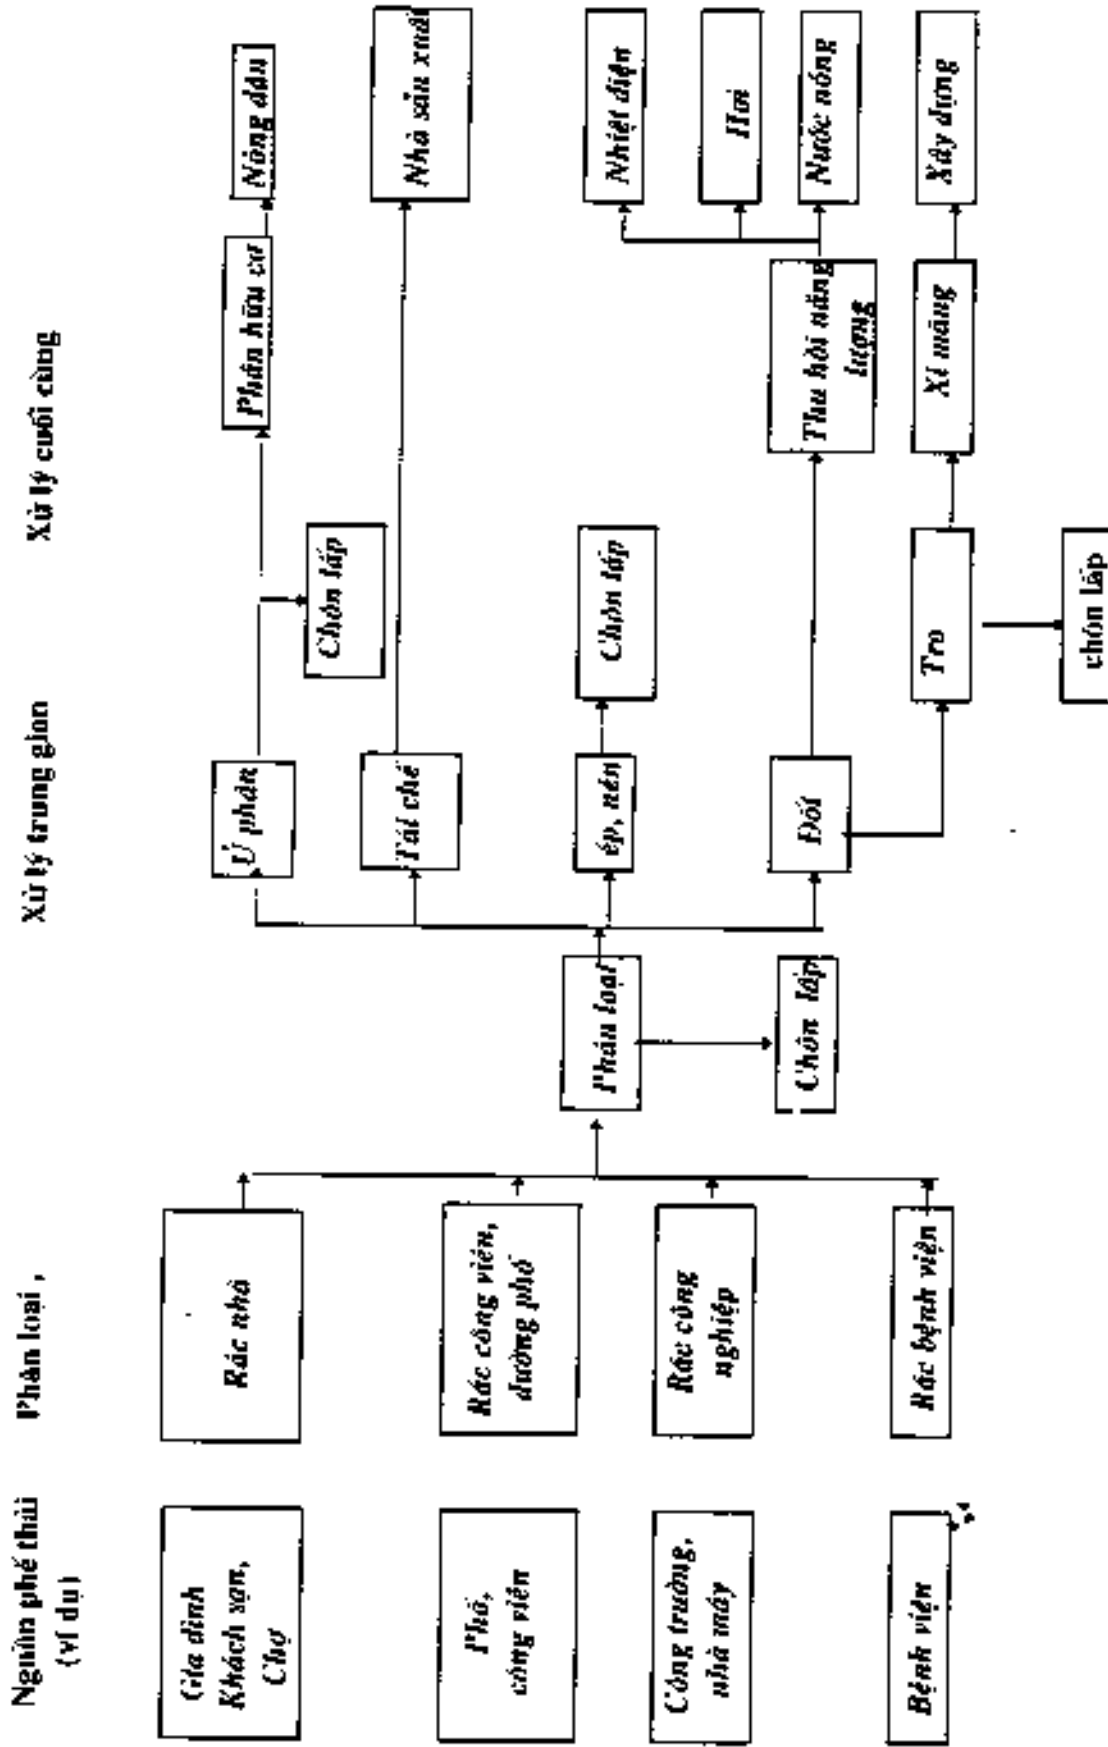 Nguồn phế thải
(ví dụ)
Phân loại,
Xử lý trung gian
Xử lý cuối cùng
Gia đình
Khách sạn,
Chợ
Rác nhà
Ủ phân
Chôn lấp
Phân hữu cơ
Nông dân
Tái chế
Nhà sản xuất
Phố,
công viên
Rác công viên,
đường phố
Phân loại
Chôn lấp
ép, nén
Chôn lấp
Công trường,
nhà máy
Rác công
nghiệp
Đốt
Thu hồi năng
lượng
Nhiệt điện
Hơi
Nước nóng
Bệnh viện
Rác bệnh viện
Tro
Xi măng
Xây dựng
chôn lấp